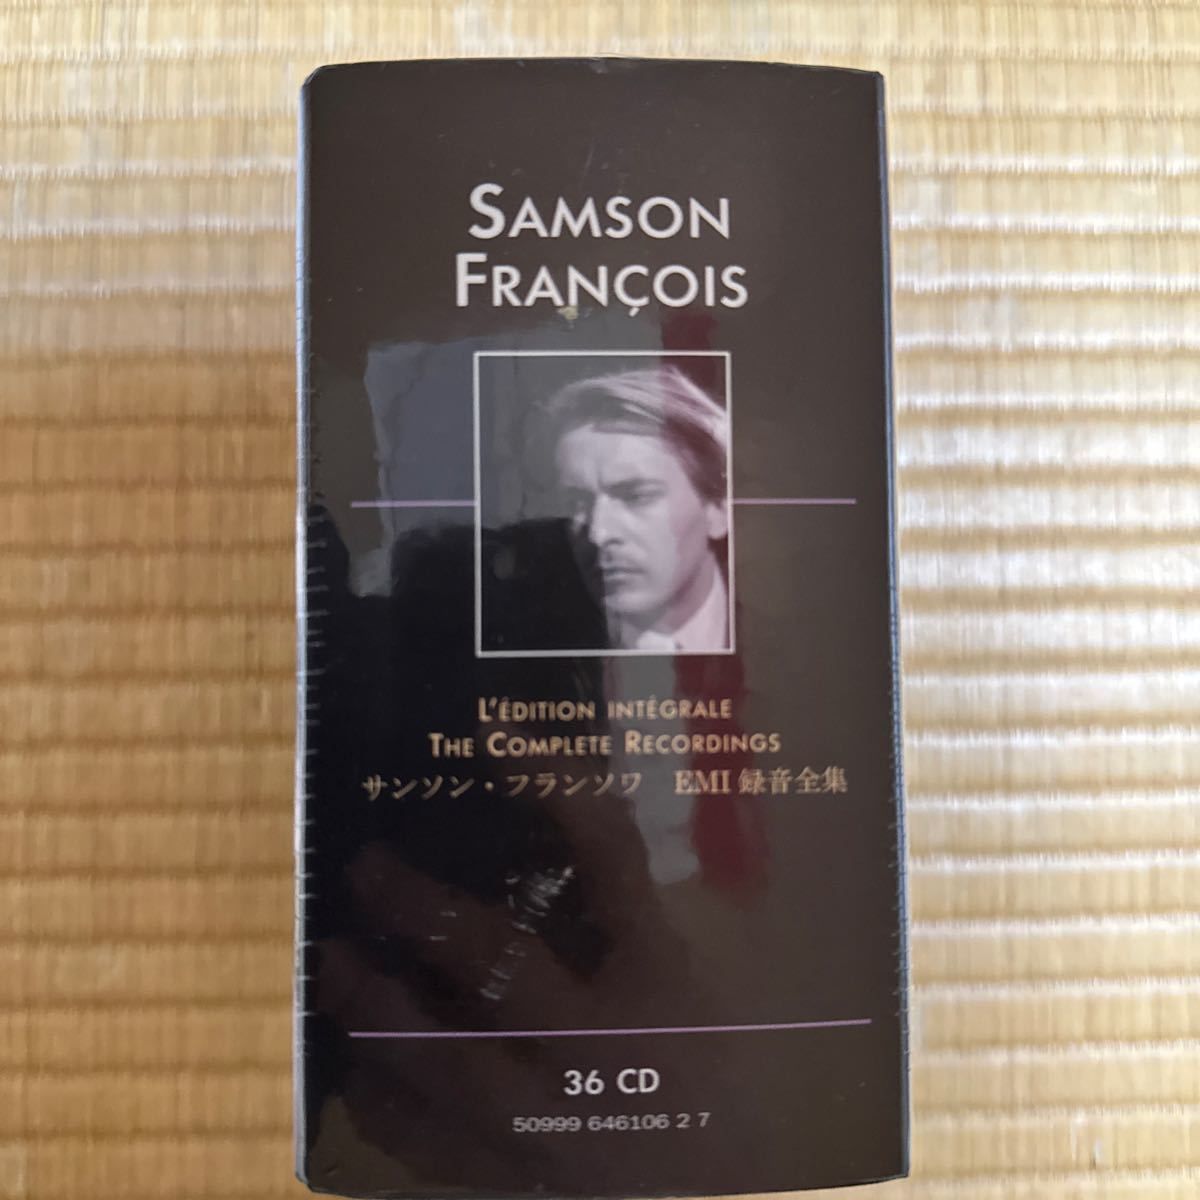 SAMSON
FRANÇOIS
L'ÉDITION INTÉGRALE
THE COMPLETE RECORDINGS
サンソン・フランソワ EMI 録音全集
36 CD
50999 646106 2 7